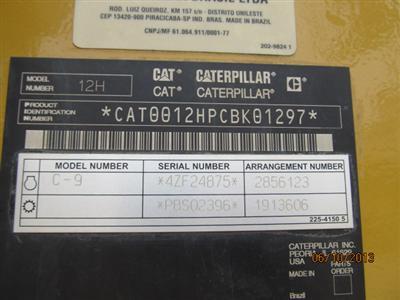 ROD. LUIZ QUEIROZ, KM 157 s/n - DISTRITO UNILESTE
CEP 13420-900 PIRACICABA-SP IND. BRAS. MADE IN BRAZIL
CNPJ/MF 61.064.911/0001-77
202-9824 1
MODEL NUMBER 12H
CAT CATERPILLAR
CAT CATERPILLAR
PRODUCT IDENTIFICATION NUMBER
*CAT0012HPCBK01297*
MODEL NUMBER SERIAL NUMBER ARRANGEMENT NUMBER
C-9 *4ZF24875* 2856123
*PBS02396* 1913606
225-4150 5
CATERPILLAR INC.
PEORIA, IL 61629
USA
MADE IN
Brazil
06/10/2013